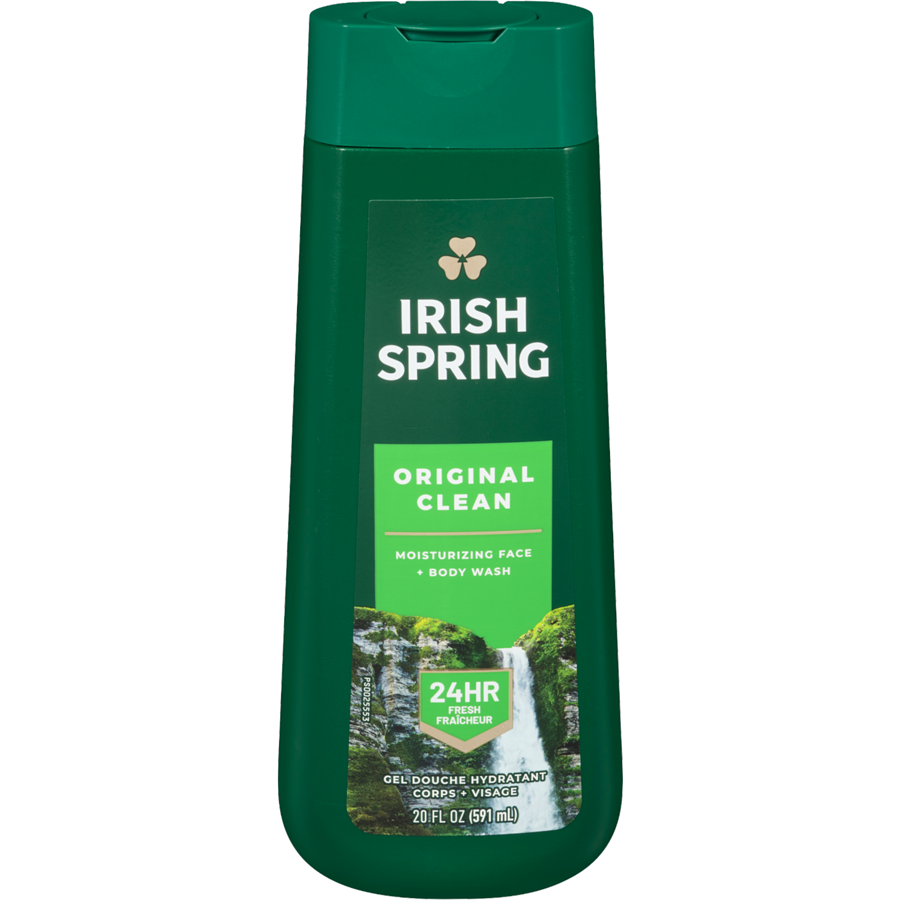 IRISH
SPRING
ORIGINAL
CLEAN
MOISTURIZING FACE
+ BODY WASH
24HR
FRESH
FRAÎCHEUR
PS0025553
GEL DOUCHE HYDRATANT
CORPS + VISAGE
20 FL OZ (591 mL)